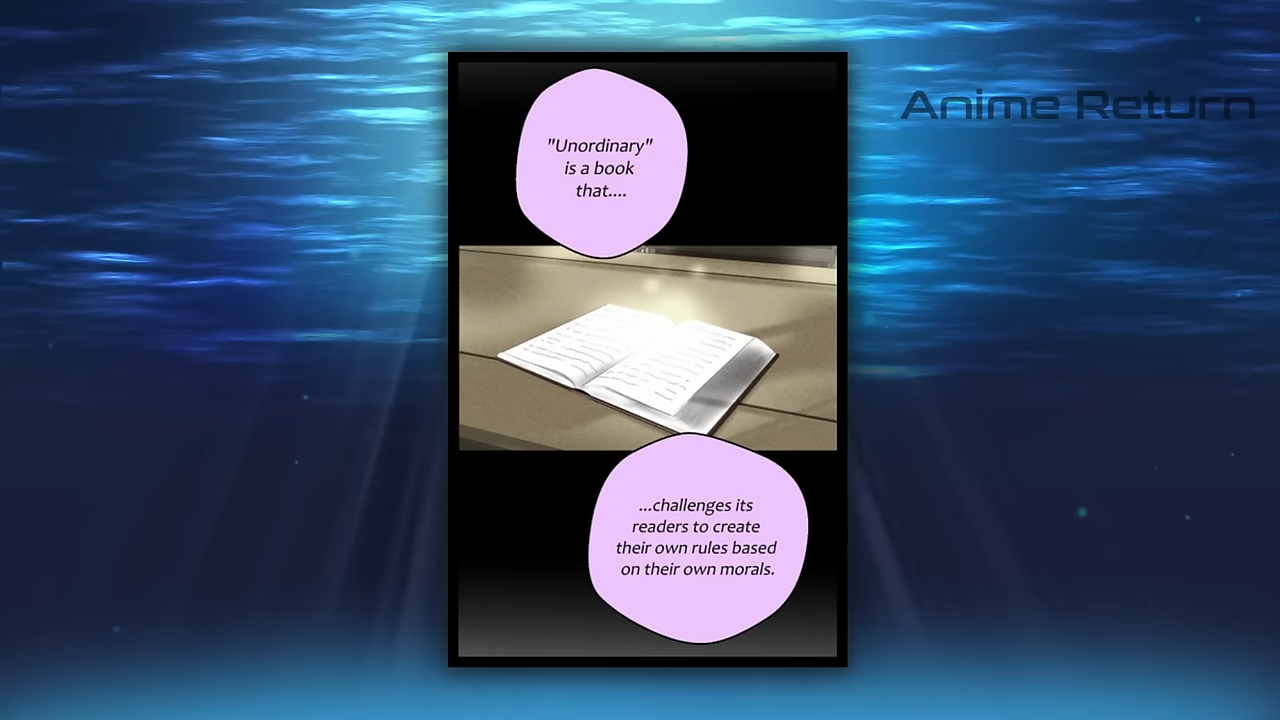 Anime Return
"Unordinary"
is a book
that....
...challenges its
readers to create
their own rules based
on their own morals.